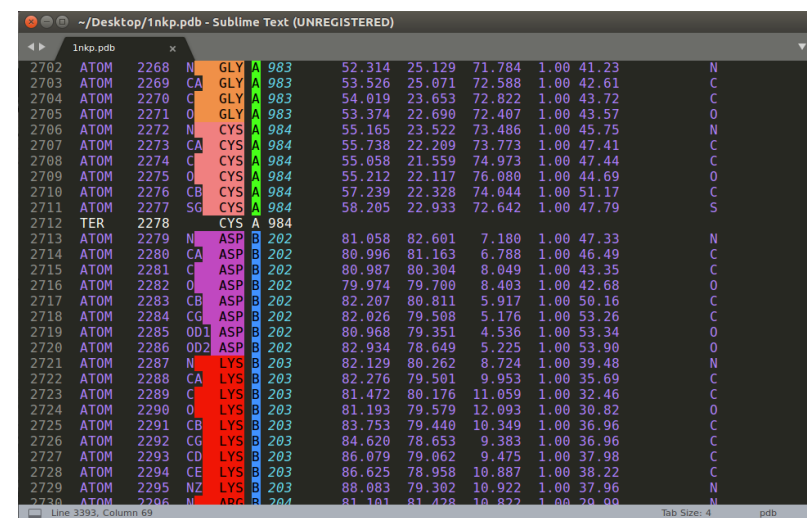 ~/Desktop/1nkp.pdb - Sublime Text (UNREGISTERED)
1nkp.pdb ×
2702 ATOM 2268 N GLY A 983 52.314 25.129 71.784 1.00 41.23 N
2703 ATOM 2269 CA GLY A 983 53.526 25.071 72.588 1.00 42.61 C
2704 ATOM 2270 C GLY A 983 54.019 23.653 72.822 1.00 43.72 C
2705 ATOM 2271 O GLY A 983 53.374 22.690 72.407 1.00 43.57 O
2706 ATOM 2272 N CYS A 984 55.165 23.522 73.486 1.00 45.75 N
2707 ATOM 2273 CA CYS A 984 55.738 22.209 73.773 1.00 47.41 C
2708 ATOM 2274 C CYS A 984 55.058 21.559 74.973 1.00 47.44 C
2709 ATOM 2275 O CYS A 984 55.212 22.117 76.080 1.00 44.69 O
2710 ATOM 2276 CB CYS A 984 57.239 22.328 74.044 1.00 51.17 C
2711 ATOM 2277 SG CYS A 984 58.205 22.933 72.642 1.00 47.79 S
2712 TER 2278 CYS A 984
2713 ATOM 2279 N ASP B 202 81.058 82.601 7.180 1.00 47.33 N
2714 ATOM 2280 CA ASP B 202 80.996 81.163 6.788 1.00 46.49 C
2715 ATOM 2281 C ASP B 202 80.987 80.304 8.049 1.00 43.35 C
2716 ATOM 2282 O ASP B 202 79.974 79.700 8.403 1.00 42.68 O
2717 ATOM 2283 CB ASP B 202 82.207 80.811 5.917 1.00 50.16 C
2718 ATOM 2284 CG ASP B 202 82.026 79.508 5.176 1.00 53.26 C
2719 ATOM 2285 OD1 ASP B 202 80.968 79.351 4.536 1.00 53.34 O
2720 ATOM 2286 OD2 ASP B 202 82.934 78.649 5.225 1.00 53.90 O
2721 ATOM 2287 N LYS B 203 82.129 80.262 8.724 1.00 39.48 N
2722 ATOM 2288 CA LYS B 203 82.276 79.501 9.953 1.00 35.69 C
2723 ATOM 2289 C LYS B 203 81.472 80.176 11.059 1.00 32.46 C
2724 ATOM 2290 O LYS B 203 81.193 79.579 12.093 1.00 30.82 O
2725 ATOM 2291 CB LYS B 203 83.753 79.440 10.349 1.00 36.96 C
2726 ATOM 2292 CG LYS B 203 84.620 78.653 9.383 1.00 36.96 C
2727 ATOM 2293 CD LYS B 203 86.079 79.062 9.475 1.00 37.98 C
2728 ATOM 2294 CE LYS B 203 86.625 78.958 10.887 1.00 38.22 C
2729 ATOM 2295 NZ LYS B 203 88.083 79.302 10.922 1.00 37.96 N
2730 ATOM 2296 N ARG B 204 81.101 81.428 10.822 1.00 29.99 N
Line 3393, Column 69 Tab Size: 4 pdb